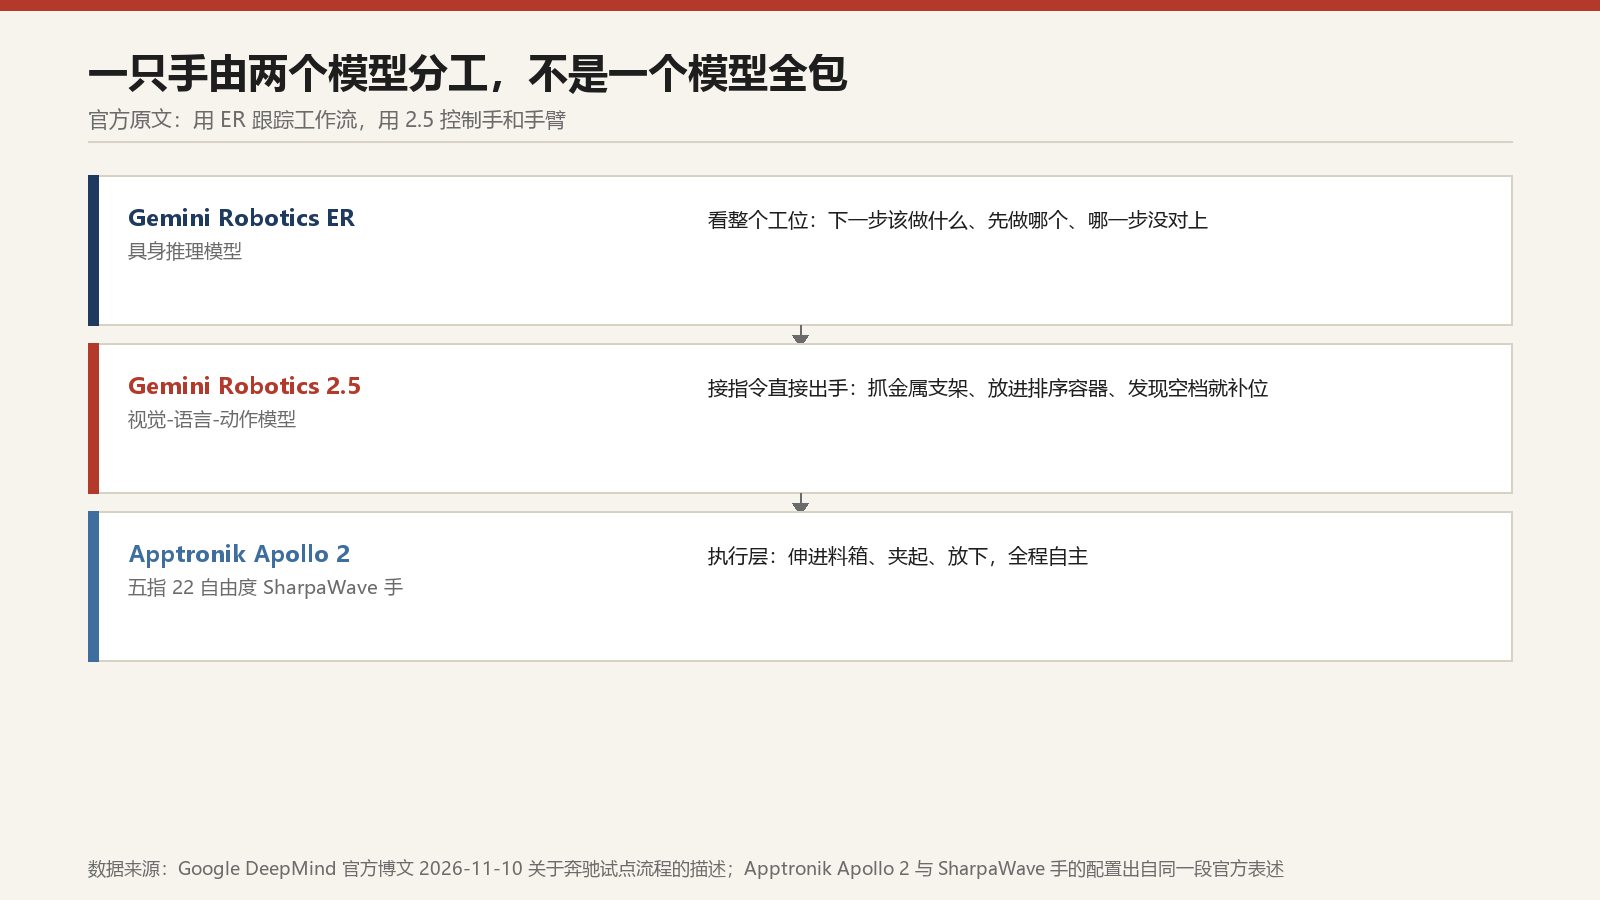 一只手由两个模型分工，不是一个模型全包
官方原文：用 ER 跟踪工作流，用 2.5 控制手和手臂
Gemini Robotics ER
看整个工位：下一步该做什么、先做哪个、哪一步没对上
具身推理模型
Gemini Robotics 2.5
接指令直接出手：抓金属支架、放进排序容器、发现空档就补位
视觉-语言-动作模型
Apptronik Apollo 2
执行层：伸进料箱、夹起、放下，全程自主
五指 22 自由度 SharpaWave 手
数据来源：Google DeepMind 官方博文 2026-11-10 关于奔驰试点流程的描述；Apptronik Apollo 2 与 SharpaWave 手的配置出自同一段官方表述